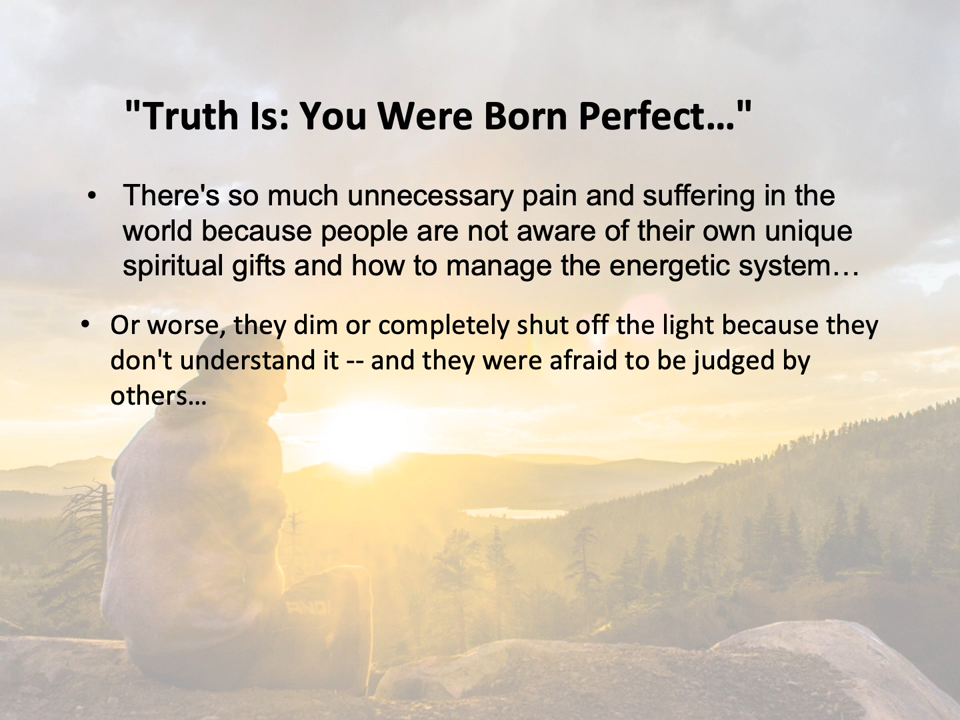 "Truth Is: You Were Born Perfect…"
• There's so much unnecessary pain and suffering in the
world because people are not aware of their own unique
spiritual gifts and how to manage the energetic system…
• Or worse, they dim or completely shut off the light because they
don't understand it -- and they were afraid to be judged by
others…